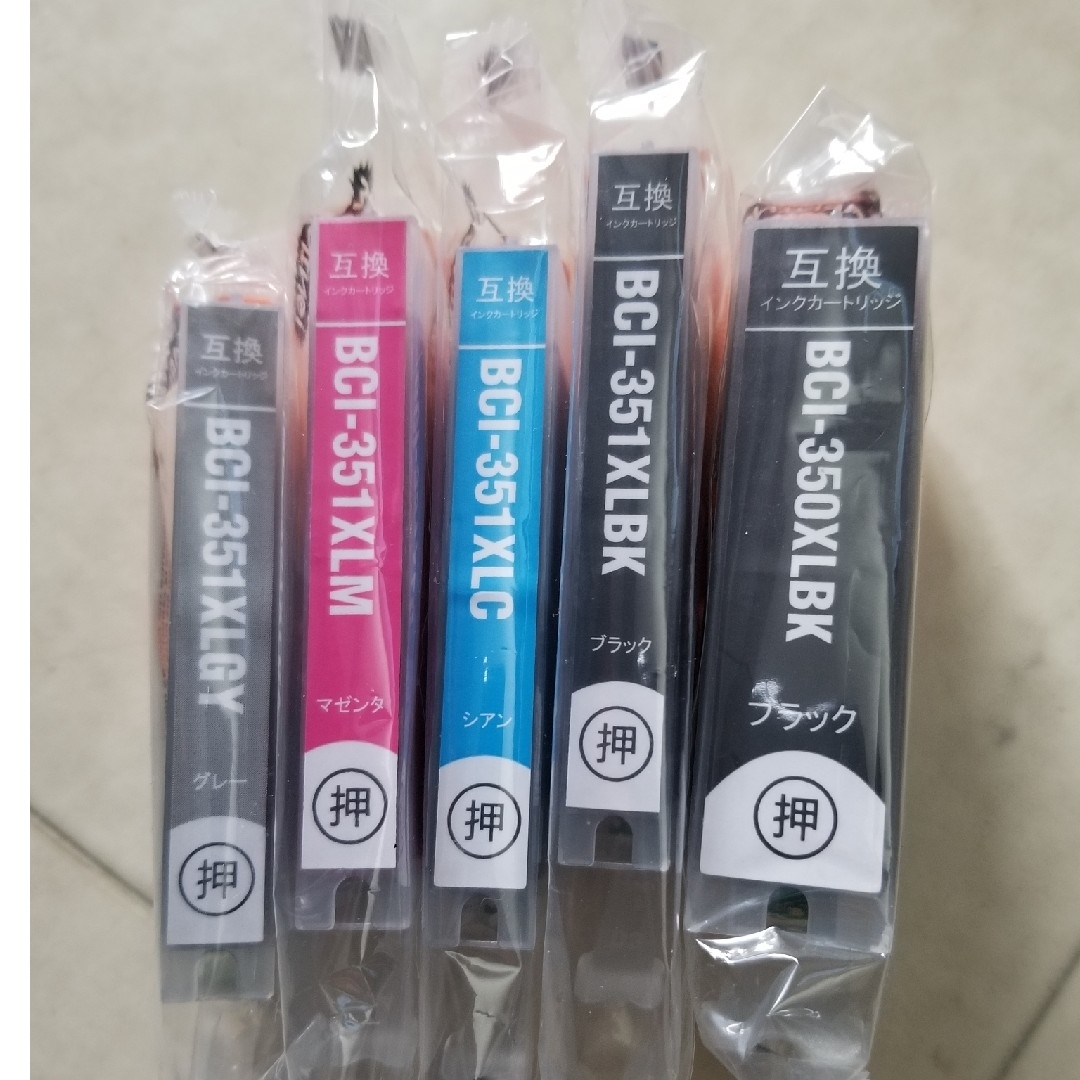 互換
インクカートリッジ
BCI-351XLGY
グレー
押
互換
インクカートリッジ
BCI-351XLM
マゼンタ
押
互換
インクカートリッジ
BCI-351XLC
シアン
押
互換
インクカートリッジ
BCI-351XLBK
ブラック
押
互換
インクカートリッジ
BCI-350XLBK
ブラック
押